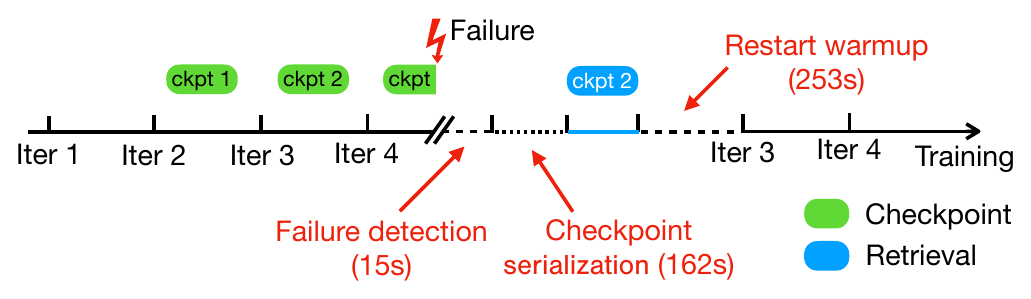 Failure
Restart warmup
(253s)
ckpt 1
ckpt 2
ckpt
ckpt 2
Iter 1
Iter 2
Iter 3
Iter 4
Iter 3
Iter 4
Training
Failure detection
(15s)
Checkpoint
serialization (162s)
Checkpoint
Retrieval